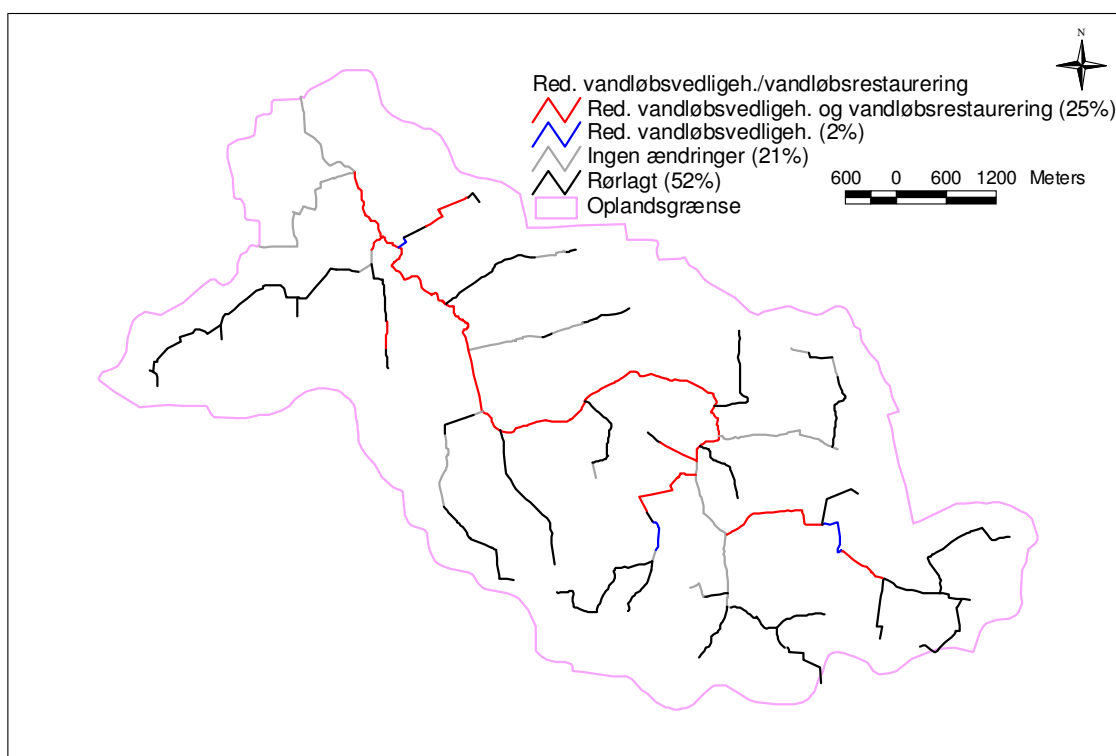 N
Red. vandløbsvedligeh./vandløbsrestaurering
Red. vandløbsvedligeh. og vandløbsrestaurering (25%)
Red. vandløbsvedligeh. (2%)
Ingen ændringer (21%)
Rørlagt (52%)
Oplandsgrænse
600 0 600 1200 Meters